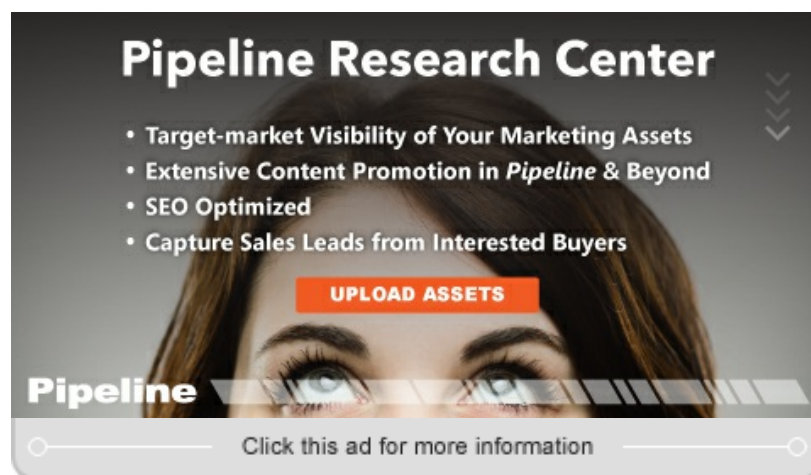 Pipeline Research Center
• Target-market Visibility of Your Marketing Assets
• Extensive Content Promotion in Pipeline & Beyond
• SEO Optimized
• Capture Sales Leads from Interested Buyers
UPLOAD ASSETS
Pipeline
Click this ad for more information